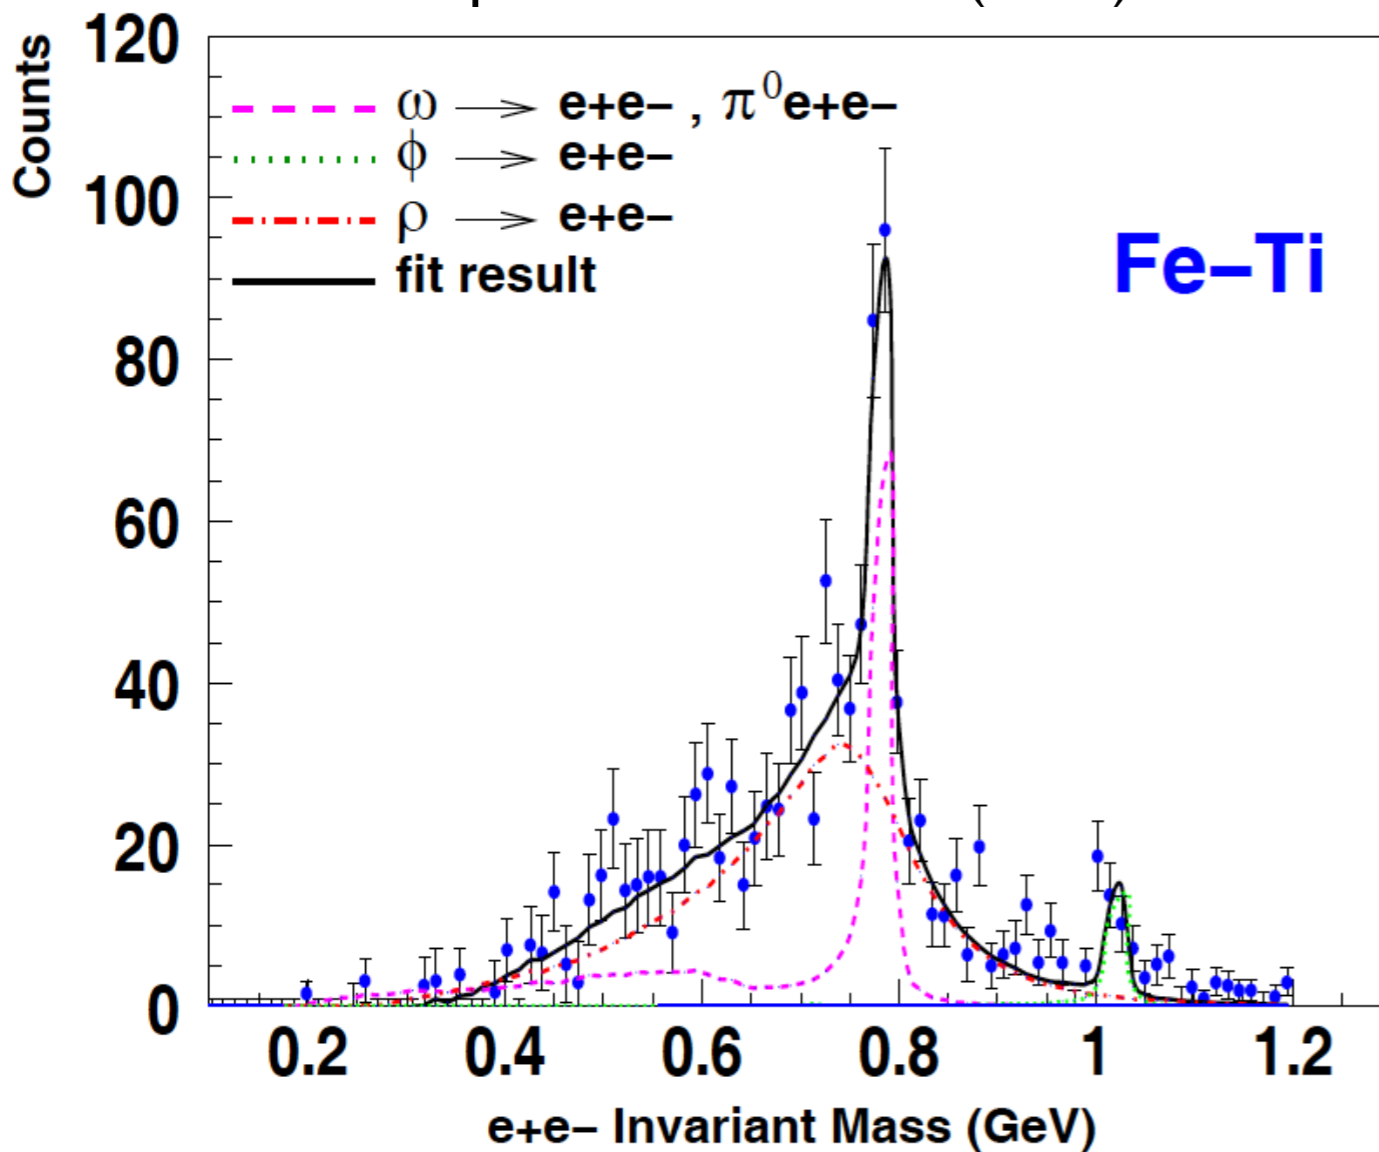 Counts
120
100
80
60
40
20
0
ω → e+e− , π⁰e+e−
ϕ → e+e−
ρ → e+e−
fit result
Fe−Ti
0.2 0.4 0.6 0.8 1 1.2
e+e− Invariant Mass (GeV)